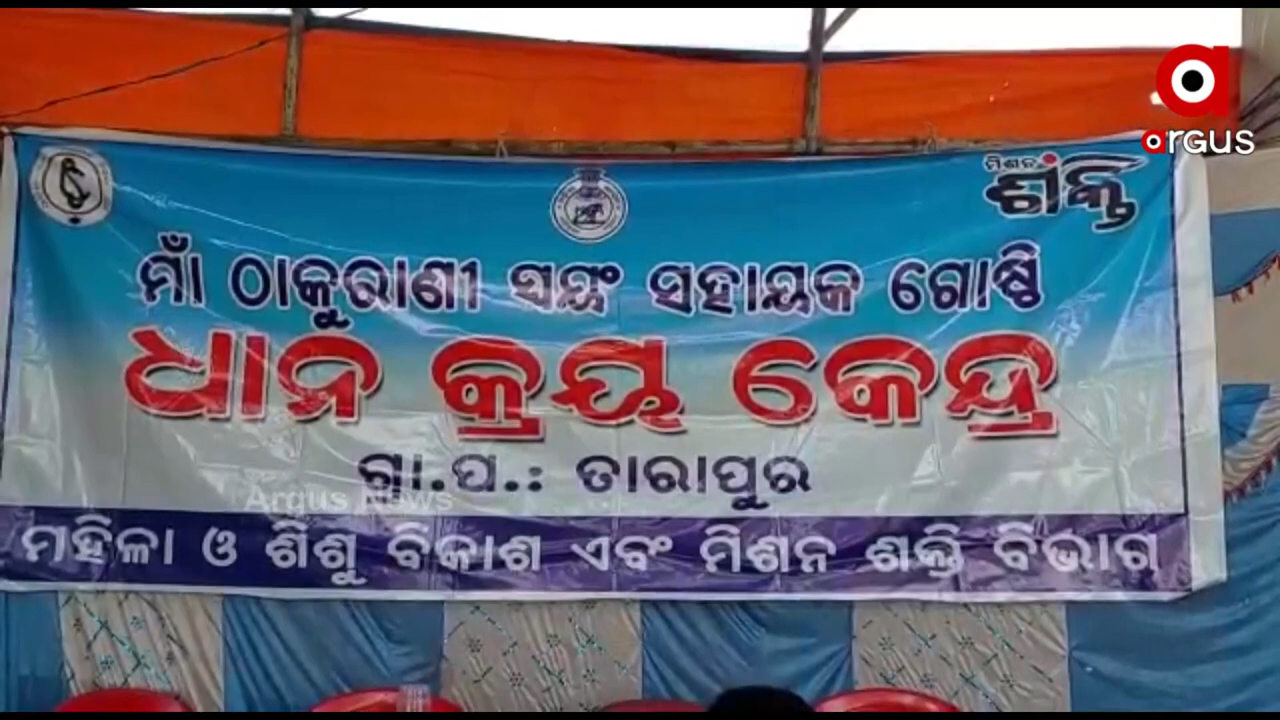 argus
ମିଶନ
ଶକ୍ତି
ମାଁ ଠାକୁରାଣୀ ସ୍ୱୟଂ ସହାୟକ ଗୋଷ୍ଠି
ଧାନ କ୍ରୟ କେନ୍ଦ୍ର
ଗ୍ରା.ପ.: ତାରାପୁର
Argus News
ମହିଳା ଓ ଶିଶୁ ବିକାଶ ଏବଂ ମିଶନ ଶକ୍ତି ବିଭାଗ